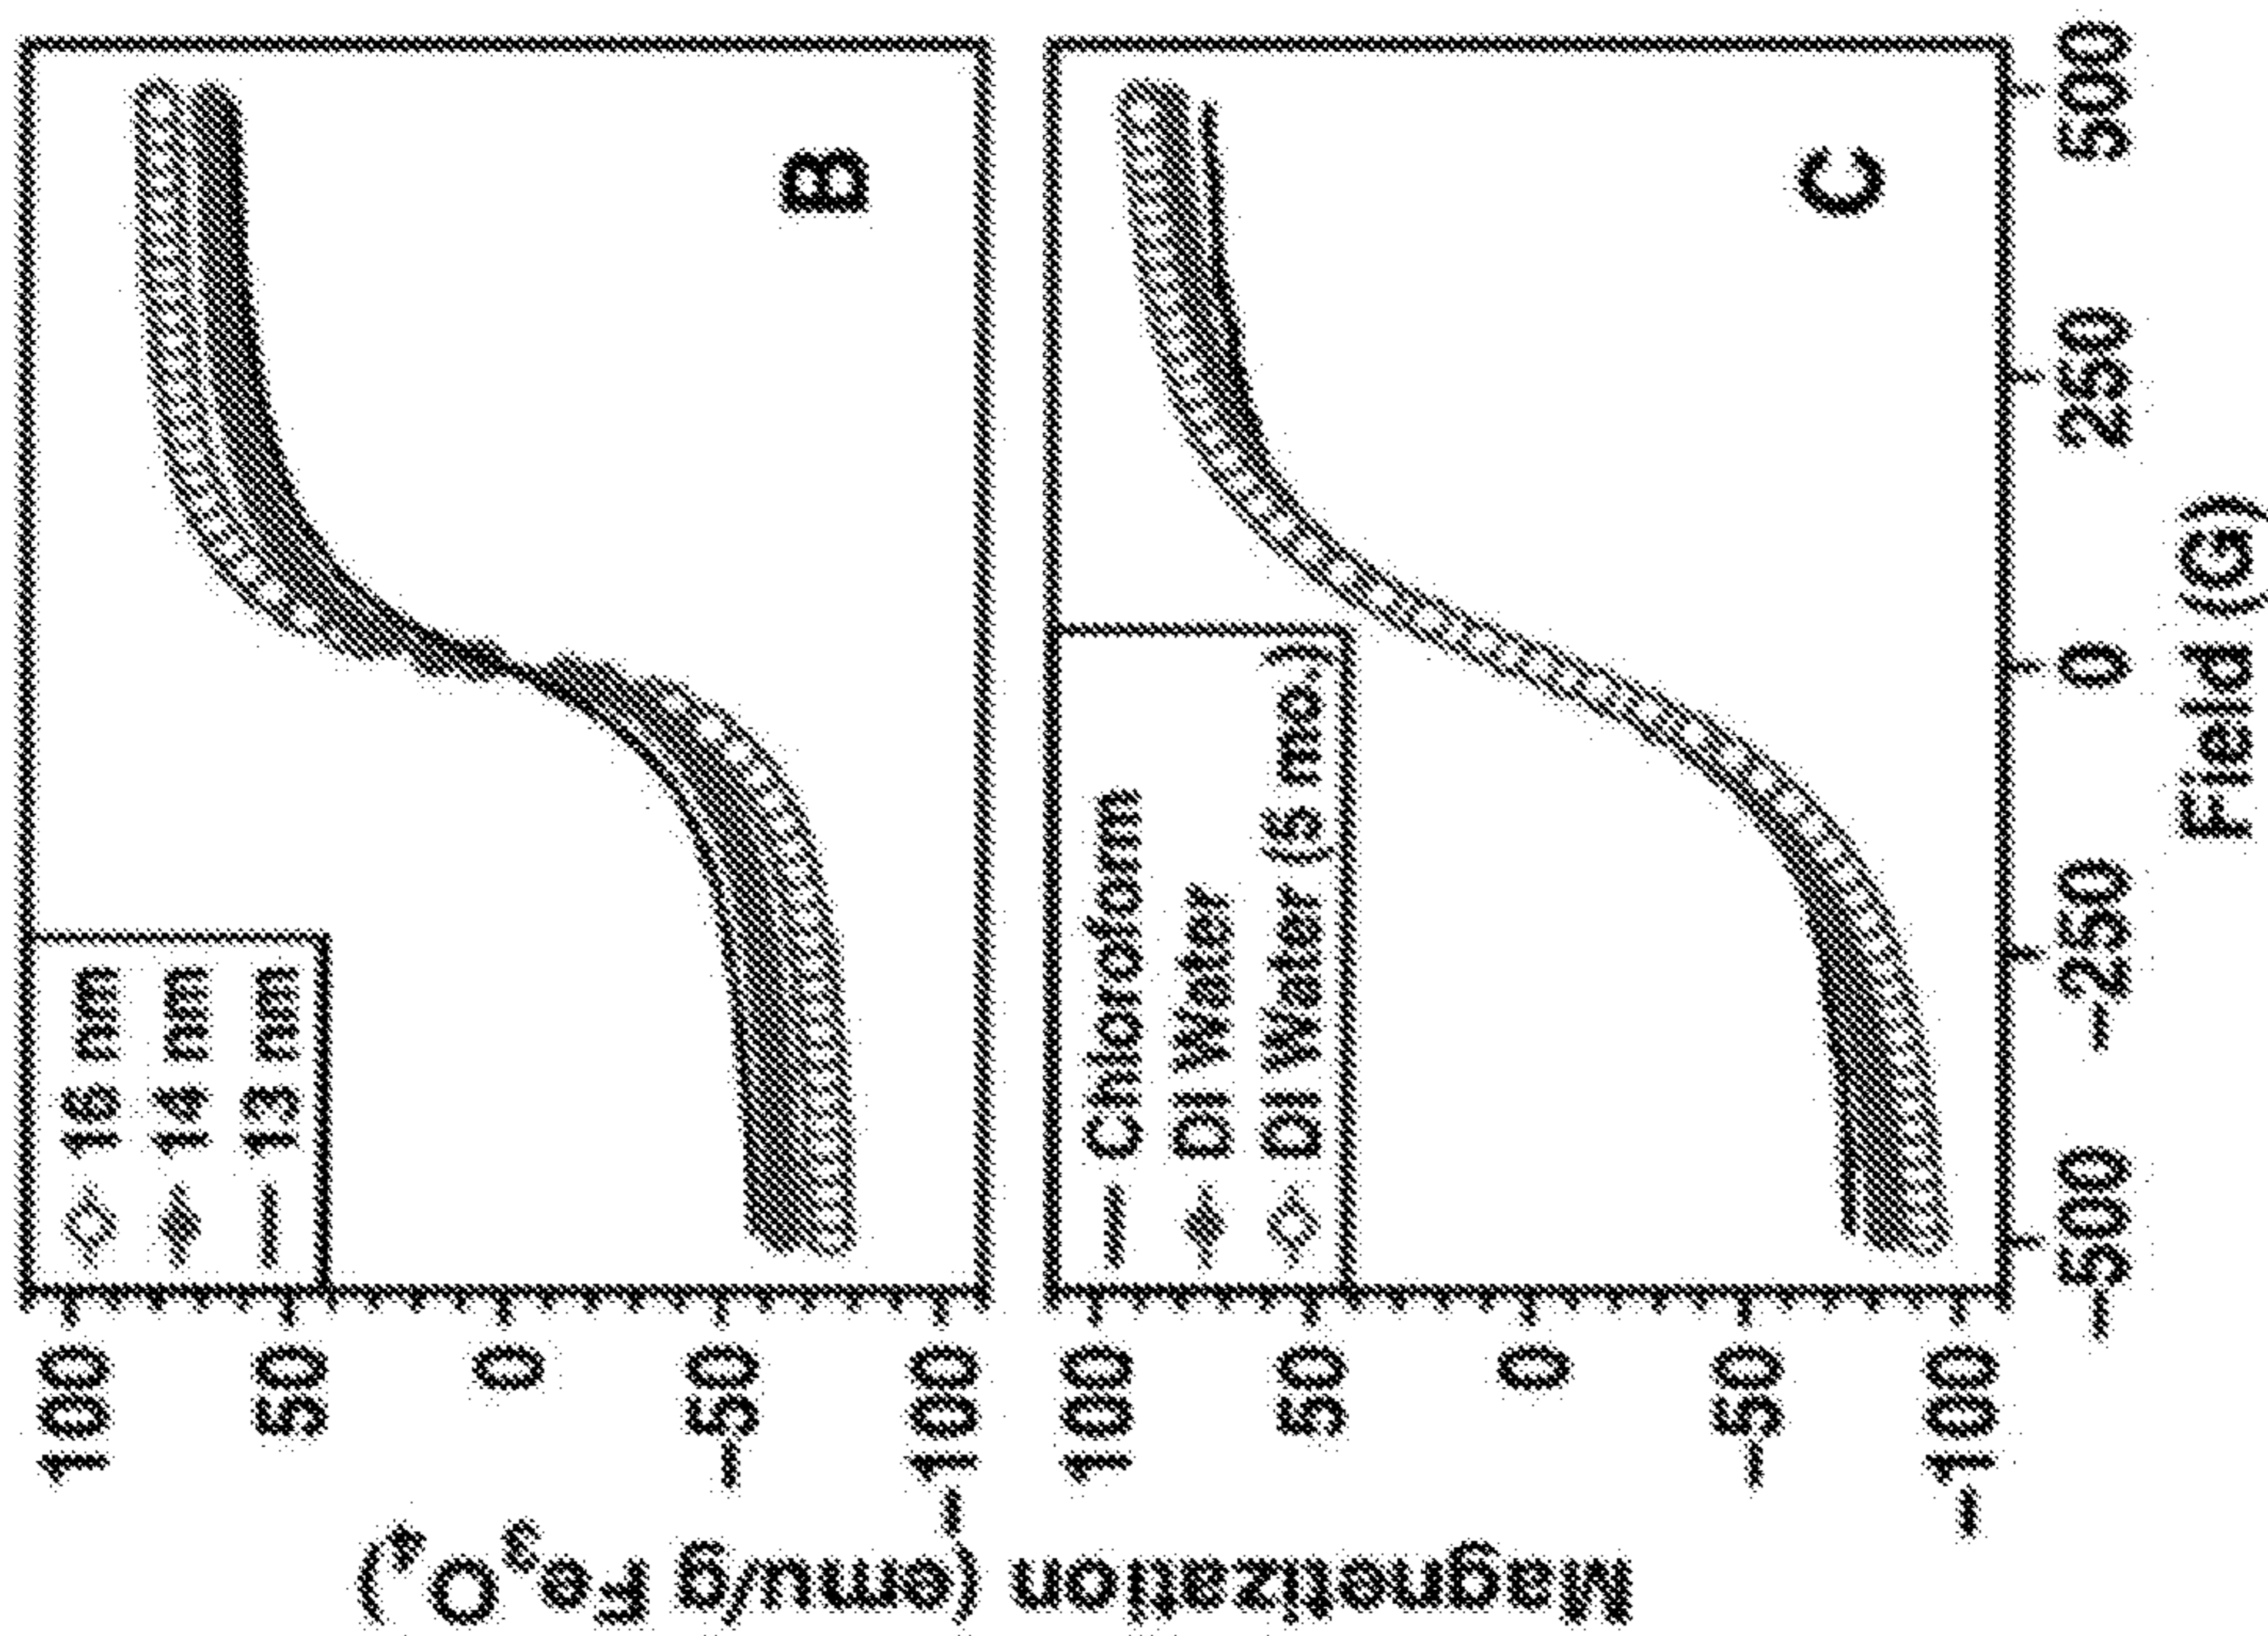 16 nm
14 nm
13 nm
B
100
50
0
−50
−100
Magnetization (emu/g Fe₃O₄)
Chloroform
DI Water
DI Water (5 mo.)
C
100
50
0
−50
−100
−500
−250
0
250
500
Field (G)